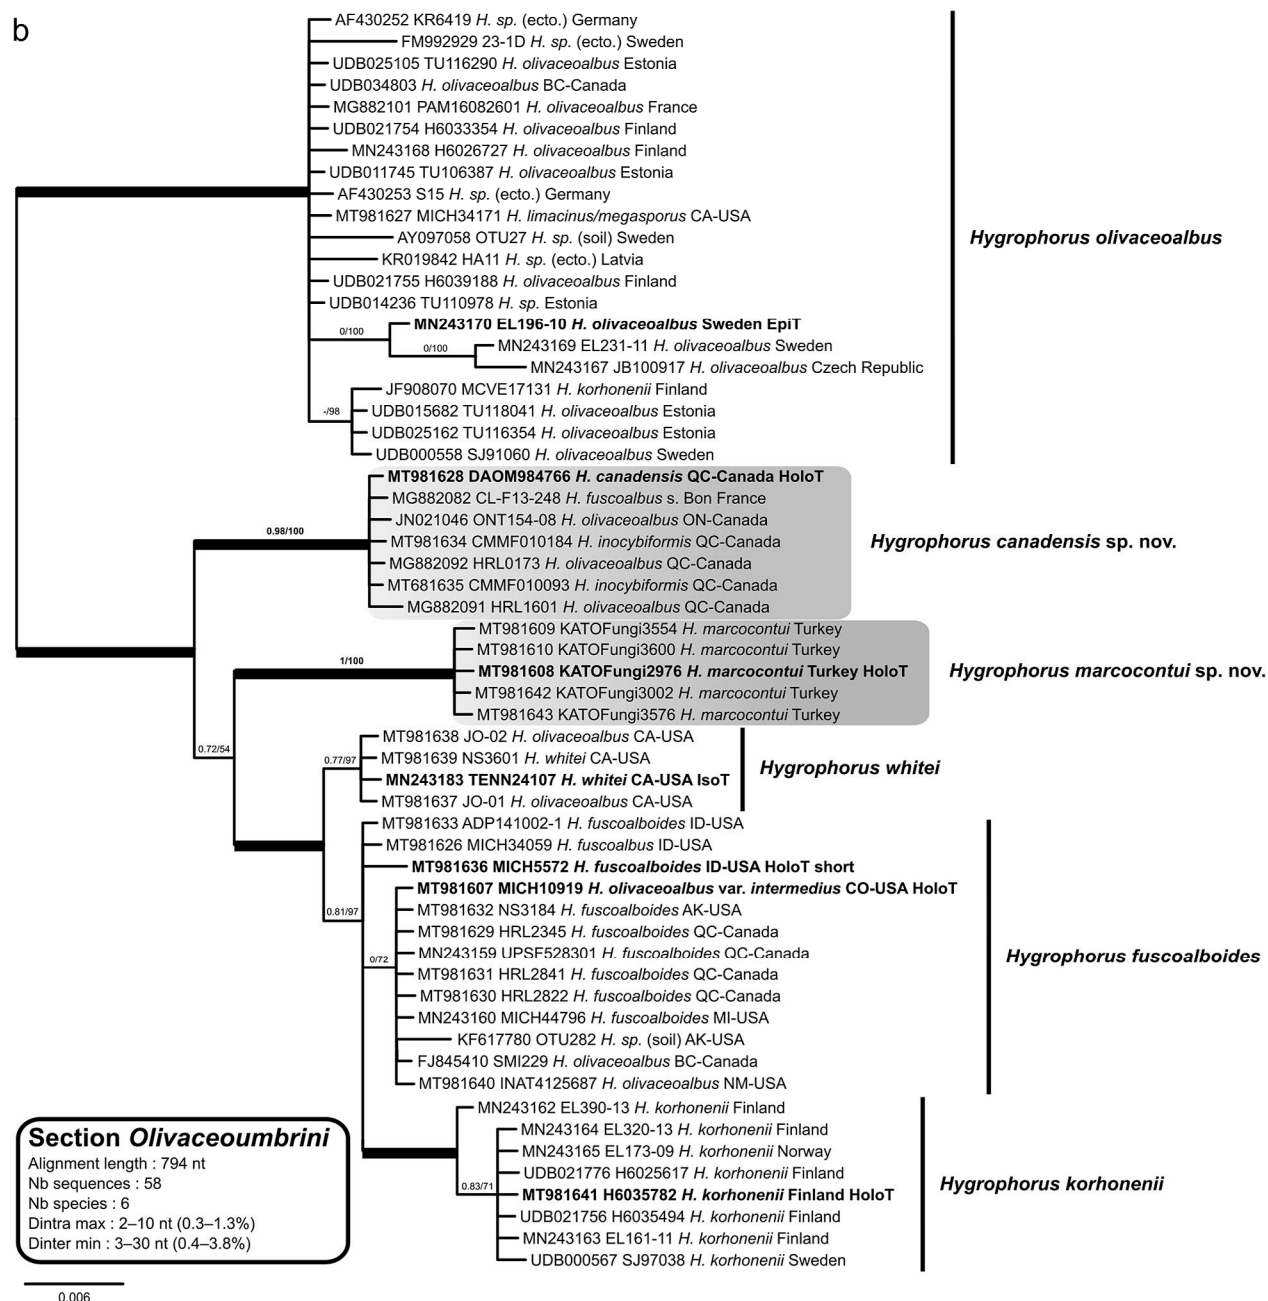 b
AF430252 KR6419 H. sp. (ecto.) Germany
FM992929 23-1D H. sp. (ecto.) Sweden
UDB025105 TU116290 H. olivaceoalbus Estonia
UDB034803 H. olivaceoalbus BC-Canada
MG882101 PAM16082601 H. olivaceoalbus France
UDB021754 H6033354 H. olivaceoalbus Finland
MN243168 H6026727 H. olivaceoalbus Finland
UDB011745 TU106387 H. olivaceoalbus Estonia
AF430253 S15 H. sp. (ecto.) Germany
MT981627 MICH34171 H. limacinus/megasporus CA-USA
AY097058 OTU27 H. sp. (soil) Sweden
Hygrophorus olivaceoalbus
KR019842 HA11 H. sp. (ecto.) Latvia
UDB021755 H6039188 H. olivaceoalbus Finland
UDB014236 TU110978 H. sp. Estonia
MN243170 EL196-10 H. olivaceoalbus Sweden EpiT
0/100
MN243169 EL231-11 H. olivaceoalbus Sweden
0/100
MN243167 JB100917 H. olivaceoalbus Czech Republic
JF908070 MCVE17131 H. korhonenii Finland
-/98
UDB015682 TU118041 H. olivaceoalbus Estonia
UDB025162 TU116354 H. olivaceoalbus Estonia
UDB000558 SJ91060 H. olivaceoalbus Sweden
MT981628 DAOM984766 H. canadensis QC-Canada HoloT
MG882082 CL-F13-248 H. fuscoalbus s. Bon France
JN021046 ONT154-08 H. olivaceoalbus ON-Canada
0.98/100
MT981634 CMMF010184 H. inocybiformis QC-Canada
Hygrophorus canadensis sp. nov.
MG882092 HRL0173 H. olivaceoalbus QC-Canada
MT681635 CMMF010093 H. inocybiformis QC-Canada
MG882091 HRL1601 H. olivaceoalbus QC-Canada
MT981609 KATOFungi3554 H. marcocontui Turkey
MT981610 KATOFungi3600 H. marcocontui Turkey
1/100
MT981608 KATOFungi2976 H. marcocontui Turkey HoloT
Hygrophorus marcocontui sp. nov.
MT981642 KATOFungi3002 H. marcocontui Turkey
MT981643 KATOFungi3576 H. marcocontui Turkey
MT981638 JO-02 H. olivaceoalbus CA-USA
0.72/54
MT981639 NS3601 H. whitei CA-USA
0.77/97
Hygrophorus whitei
MN243183 TENN24107 H. whitei CA-USA IsoT
MT981637 JO-01 H. olivaceoalbus CA-USA
MT981633 ADP141002-1 H. fuscoalboides ID-USA
MT981626 MICH34059 H. fuscoalbus ID-USA
MT981636 MICH5572 H. fuscoalboides ID-USA HoloT short
MT981607 MICH10919 H. olivaceoalbus var. intermedius CO-USA HoloT
0.81/97
MT981632 NS3184 H. fuscoalboides AK-USA
MT981629 HRL2345 H. fuscoalboides QC-Canada
MN243159 UPSF528301 H. fuscoalboides QC-Canada
Hygrophorus fuscoalboides
0/72
MT981631 HRL2841 H. fuscoalboides QC-Canada
MT981630 HRL2822 H. fuscoalboides QC-Canada
MN243160 MICH44796 H. fuscoalboides MI-USA
KF617780 OTU282 H. sp. (soil) AK-USA
FJ845410 SMI229 H. olivaceoalbus BC-Canada
MT981640 INAT4125687 H. olivaceoalbus NM-USA
MN243162 EL390-13 H. korhonenii Finland
MN243164 EL320-13 H. korhonenii Finland
MN243165 EL173-09 H. korhonenii Norway
UDB021776 H6025617 H. korhonenii Finland
0.83/71
Hygrophorus korhonenii
MT981641 H6035782 H. korhonenii Finland HoloT
UDB021756 H6035494 H. korhonenii Finland
MN243163 EL161-11 H. korhonenii Finland
UDB000567 SJ97038 H. korhonenii Sweden
Section Olivaceoumbrini
Alignment length : 794 nt
Nb sequences : 58
Nb species : 6
Dintra max : 2–10 nt (0.3–1.3%)
Dinter min : 3–30 nt (0.4–3.8%)
0.006